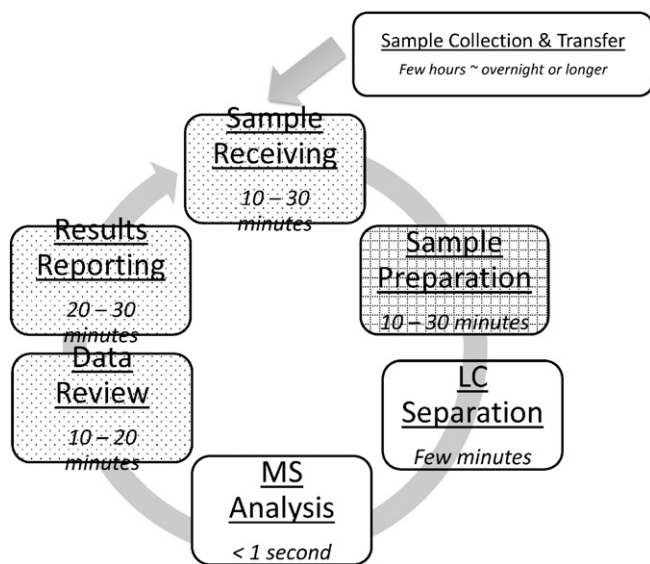 Sample Collection & Transfer
Few hours ~ overnight or longer
Sample
Receiving
10 – 30
minutes
Results
Reporting
20 – 30
minutes
Sample
Preparation
10 – 30 minutes
Data
Review
10 – 20
minutes
LC
Separation
Few minutes
MS
Analysis
< 1 second